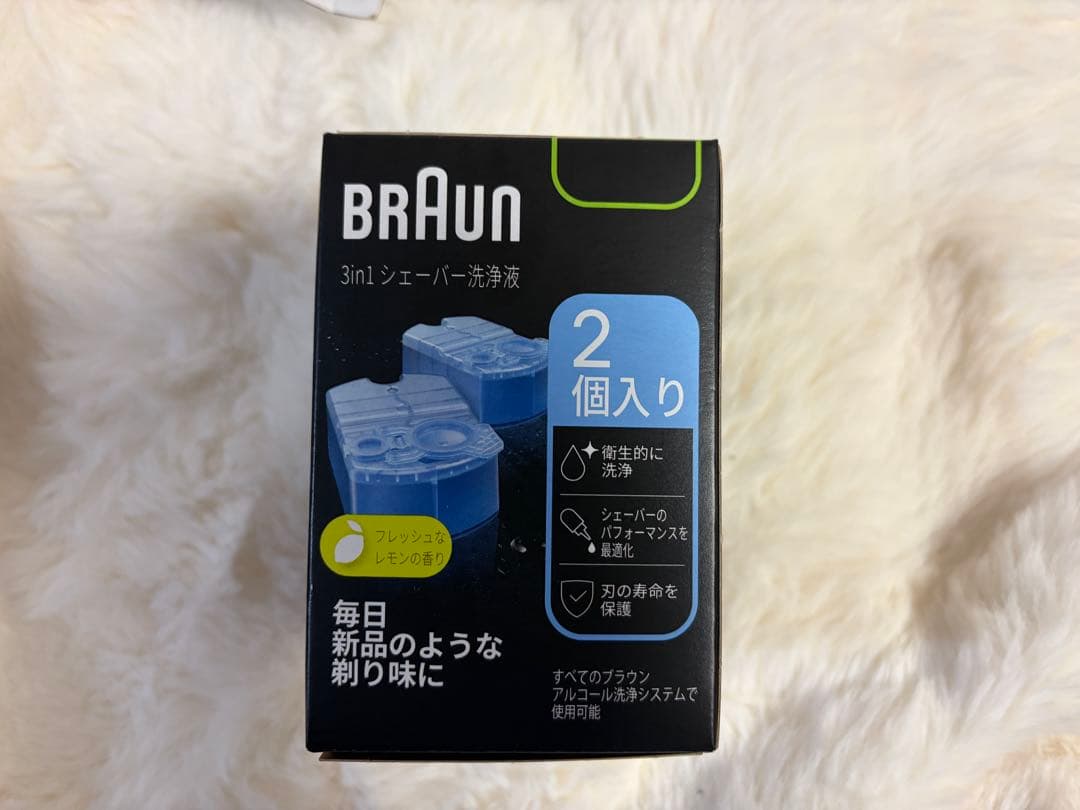 BRAUN
3in1 シェーバー洗浄液
2
個入り
衛生的に
洗浄
シェーバーの
パフォーマンスを
最適化
刃の寿命を
保護
フレッシュな
レモンの香り
毎日
新品のような
剃り味に
すべてのブラウン
アルコール洗浄システムで
使用可能